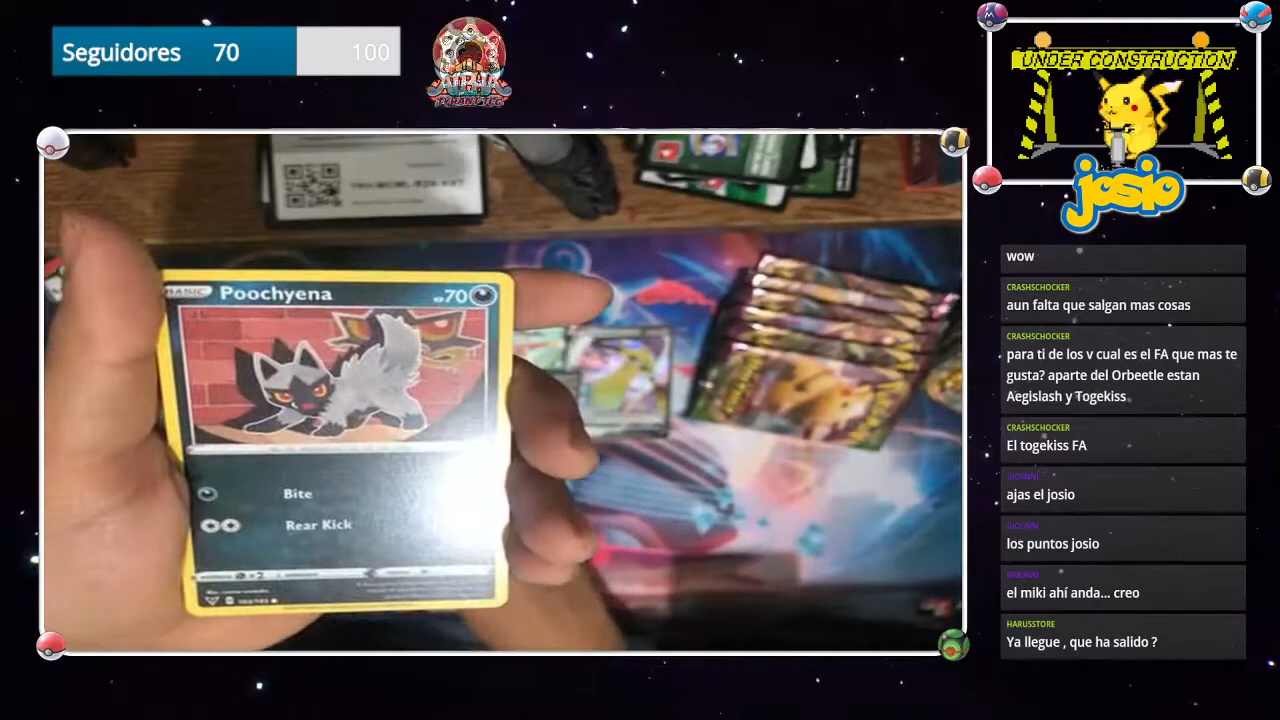 Seguidores 70 100
UNDER CONSTRUCTION
josio
BASIC Poochyena HP70
Bite
Rear Kick
wow
CRASHSCHOCKER
aun falta que salgan mas cosas
CRASHSCHOCKER
para ti de los v cual es el FA que mas te
gusta? aparte del Orbeetle estan
Aegislash y Togekiss
CRASHSCHOCKER
El togekiss FA
ajas el josio
los puntos josio
el miki ahí anda... creo
HARUSSTORE
Ya llegue , que ha salido ?